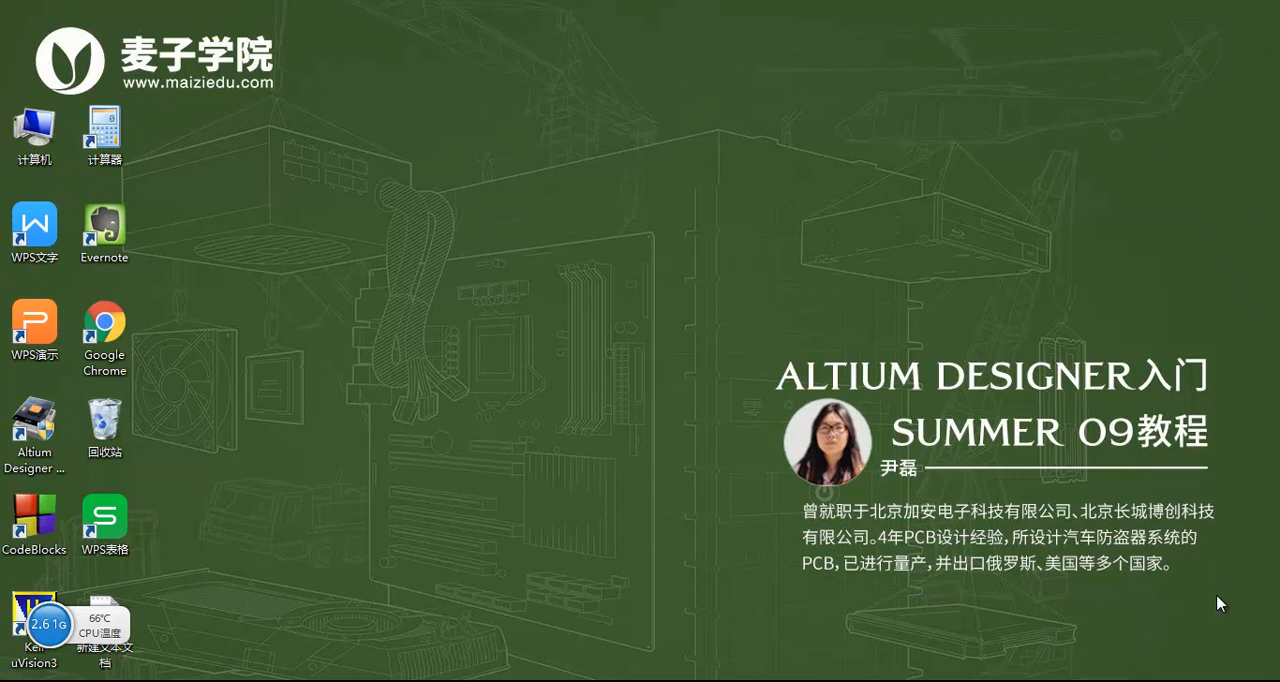 麦子学院
www.maiziedu.com
计算机
计算器
WPS文字
Evernote
WPS演示
Google
Chrome
Altium
Designer ...
回收站
CodeBlocks
WPS表格
2.61G
66℃
CPU温度
Keil
uVision3
新建文本文
档
ALTIUM DESIGNER入门
SUMMER 09教程
尹磊
曾就职于北京加安电子科技有限公司、北京长城博创科技
有限公司。4年PCB设计经验，所设计汽车防盗器系统的
PCB，已进行量产，并出口俄罗斯、美国等多个国家。